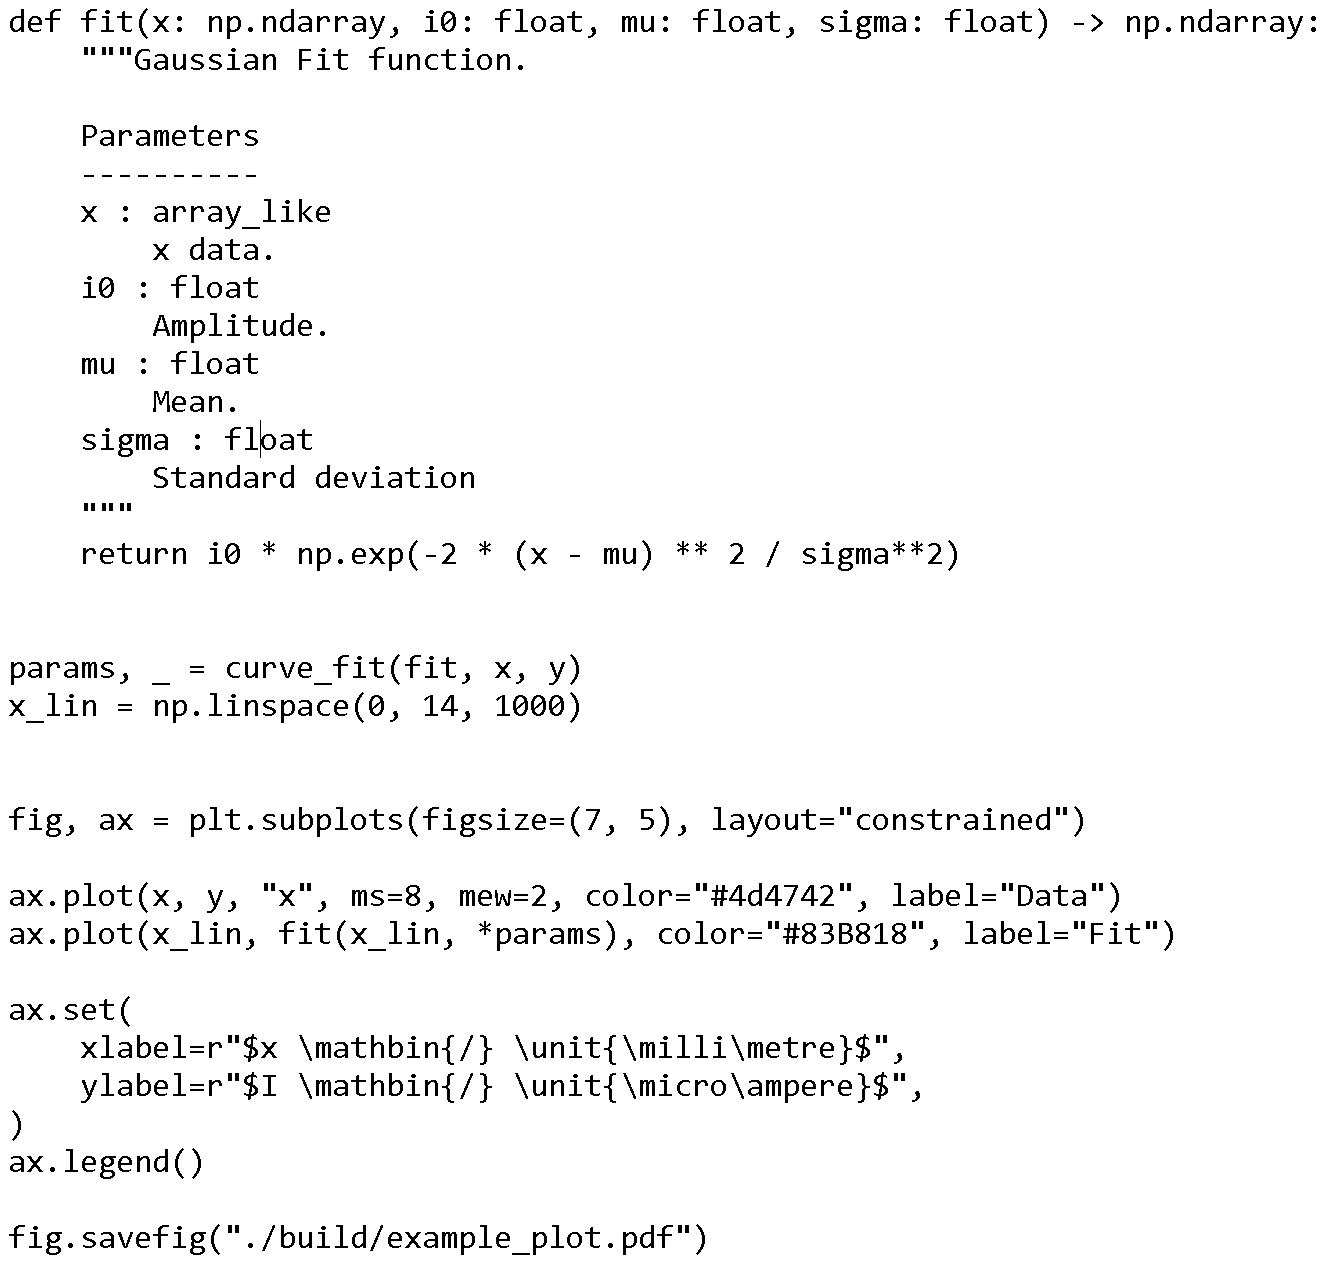 def fit(x: np.ndarray, i0: float, mu: float, sigma: float) -> np.ndarray:
    """Gaussian Fit function.

    Parameters
    ----------
    x : array_like
        x data.
    i0 : float
        Amplitude.
    mu : float
        Mean.
    sigma : float
        Standard deviation
    """
    return i0 * np.exp(-2 * (x - mu) ** 2 / sigma**2)


params, _ = curve_fit(fit, x, y)
x_lin = np.linspace(0, 14, 1000)


fig, ax = plt.subplots(figsize=(7, 5), layout="constrained")

ax.plot(x, y, "x", ms=8, mew=2, color="#4d4742", label="Data")
ax.plot(x_lin, fit(x_lin, *params), color="#83B818", label="Fit")

ax.set(
    xlabel=r"$x \mathbin{/} \unit{\milli\metre}$",
    ylabel=r"$I \mathbin{/} \unit{\micro\ampere}$",
)
ax.legend()

fig.savefig("./build/example_plot.pdf")